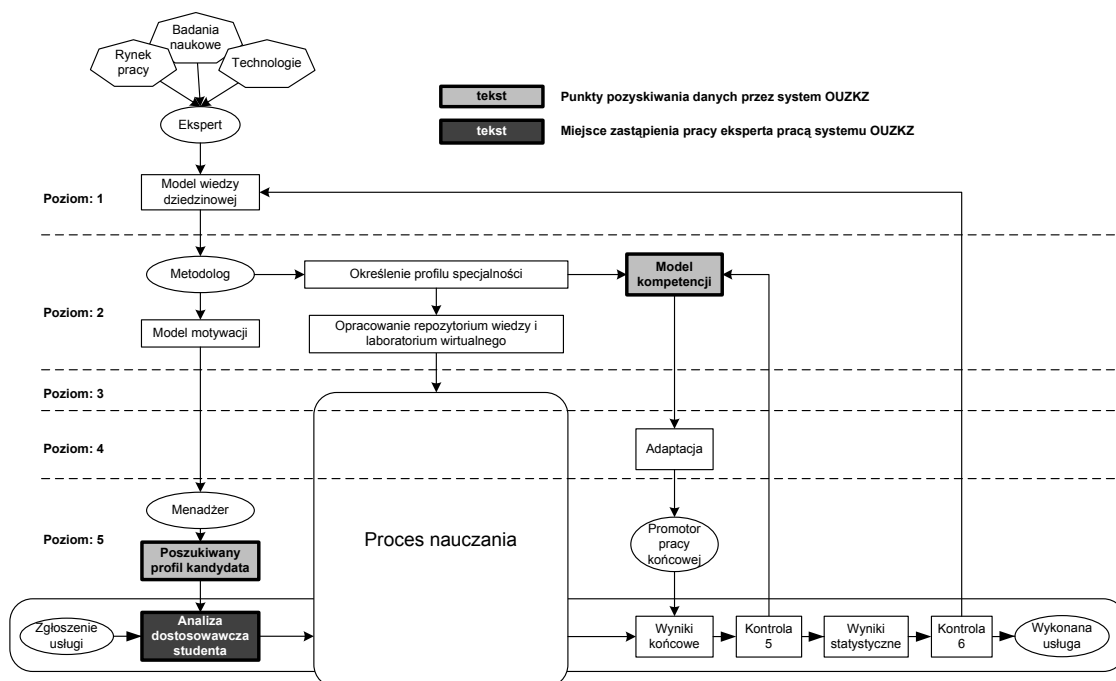 Badania
naukowe
Rynek
pracy
Technologie
Ekspert
tekst
Punkty pozyskiwania danych przez system OUZKZ
tekst
Miejsce zastąpienia pracy eksperta pracą systemu OUZKZ
Poziom: 1
Model wiedzy
dziedzinowej
Metodolog
Określenie profilu specjalności
Model
kompetencji
Poziom: 2
Model motywacji
Opracowanie repozytorium wiedzy i
laboratorium wirtualnego
Poziom: 3
Poziom: 4
Adaptacja
Menadżer
Poziom: 5
Poszukiwany
profil kandydata
Proces nauczania
Promotor
pracy
końcowej
Zgłoszenie
usługi
Analiza
dostosowawcza
studenta
Wyniki
końcowe
Kontrola
5
Wyniki
statystyczne
Kontrola
6
Wykonana
usługa